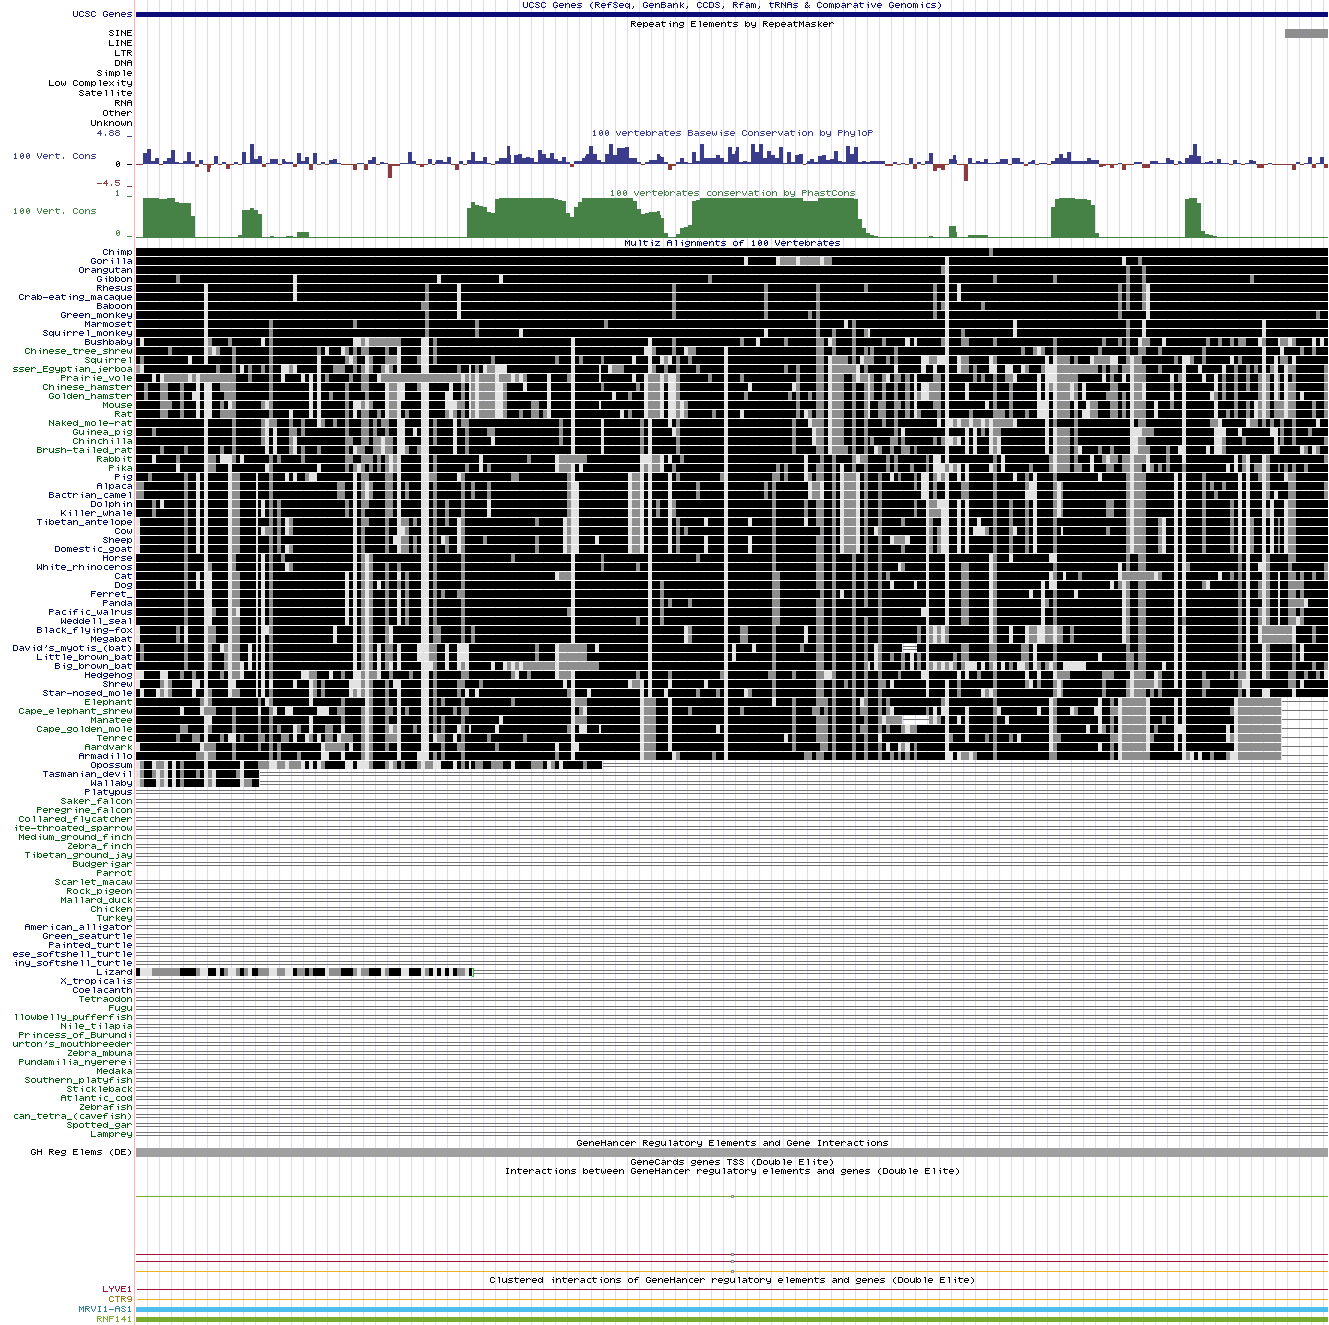 UCSC Genes (RefSeq, GenBank, CCDS, Rfam, tRNAs & Comparative Genomics)
UCSC Genes
Repeating Elements by RepeatMasker
SINE
LINE
LTR
DNA
Simple
Low Complexity
Satellite
RNA
Other
Unknown
4.88 _
100 vertebrates Basewise Conservation by PhyloP
100 Vert. Cons
0 _
-4.5 _
100 vertebrates conservation by PhastCons
1 _
100 Vert. Cons
0 _
Multiz Alignments of 100 Vertebrates
Chimp
Gorilla
Orangutan
Gibbon
Rhesus
Crab-eating_macaque
Baboon
Green_monkey
Marmoset
Squirrel_monkey
Bushbaby
Chinese_tree_shrew
Squirrel
sser_Egyptian_jerboa
Prairie_vole
Chinese_hamster
Golden_hamster
Mouse
Rat
Naked_mole-rat
Guinea_pig
Chinchilla
Brush-tailed_rat
Rabbit
Pika
Pig
Alpaca
Bactrian_camel
Dolphin
Killer_whale
Tibetan_antelope
Cow
Sheep
Domestic_goat
Horse
White_rhinoceros
Cat
Dog
Ferret_
Panda
Pacific_walrus
Weddell_seal
Black_flying-fox
Megabat
David's_myotis_(bat)
Little_brown_bat
Big_brown_bat
Hedgehog
Shrew
Star-nosed_mole
Elephant
Cape_elephant_shrew
Manatee
Cape_golden_mole
Tenrec
Aardvark
Armadillo
Opossum
Tasmanian_devil
Wallaby
Platypus
Saker_falcon
Peregrine_falcon
Collared_flycatcher
ite-throated_sparrow
Medium_ground_finch
Zebra_finch
Tibetan_ground_jay
Budgerigar
Parrot
Scarlet_macaw
Rock_pigeon
Mallard_duck
Chicken
Turkey
American_alligator
Green_seaturtle
Painted_turtle
ese_softshell_turtle
iny_softshell_turtle
Lizard
X_tropicalis
Coelacanth
Tetraodon
Fugu
llowbelly_pufferfish
Nile_tilapia
Princess_of_Burundi
urton's_mouthbreeder
Zebra_mbuna
Pundamilia_nyererei
Medaka
Southern_platyfish
Stickleback
Atlantic_cod
Zebrafish
can_tetra_(cavefish)
Spotted_gar
Lamprey
GeneHancer Regulatory Elements and Gene Interactions
GH Reg Elems (DE)
GeneCards genes TSS (Double Elite)
Interactions between GeneHancer regulatory elements and genes (Double Elite)
Clustered interactions of GeneHancer regulatory elements and genes (Double Elite)
LYVE1
CTR9
MRVI1-AS1
RNF141